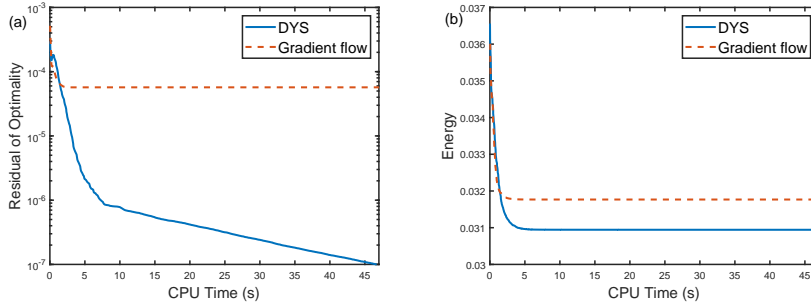 (a)
10^-3
10^-4
10^-5
10^-6
10^-7
Residual of Optimality
DYS
Gradient flow
0 5 10 15 20 25 30 35 40 45
CPU Time (s)
(b)
0.037
0.036
0.035
0.034
0.033
0.032
0.031
0.03
Energy
DYS
Gradient flow
0 5 10 15 20 25 30 35 40 45
CPU Time (s)